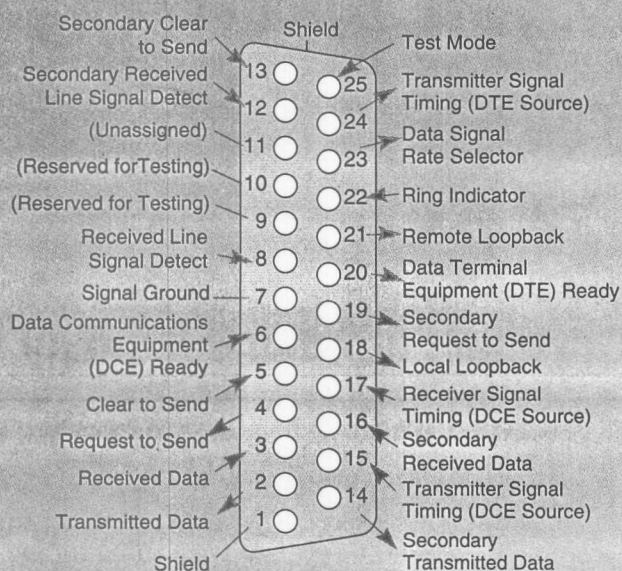 Shield
Secondary Clear
to Send
13
Secondary Received
Line Signal Detect
12
(Unassigned)
11
(Reserved forTesting)
10
(Reserved for Testing)
9
Received Line
Signal Detect
8
Signal Ground
7
Data Communications
Equipment
(DCE) Ready
6
Clear to Send
5
Request to Send
4
Received Data
3
Transmitted Data
2
Shield
1
25
Test Mode
24
Transmitter Signal
Timing (DTE Source)
23
Data Signal
Rate Selector
22
Ring Indicator
21
Remote Loopback
20
Data Terminal
Equipment (DTE) Ready
19
Secondary
Request to Send
18
Local Loopback
17
Receiver Signal
Timing (DCE Source)
16
Secondary
Received Data
15
Transmitter Signal
Timing (DCE Source)
14
Secondary
Transmitted Data